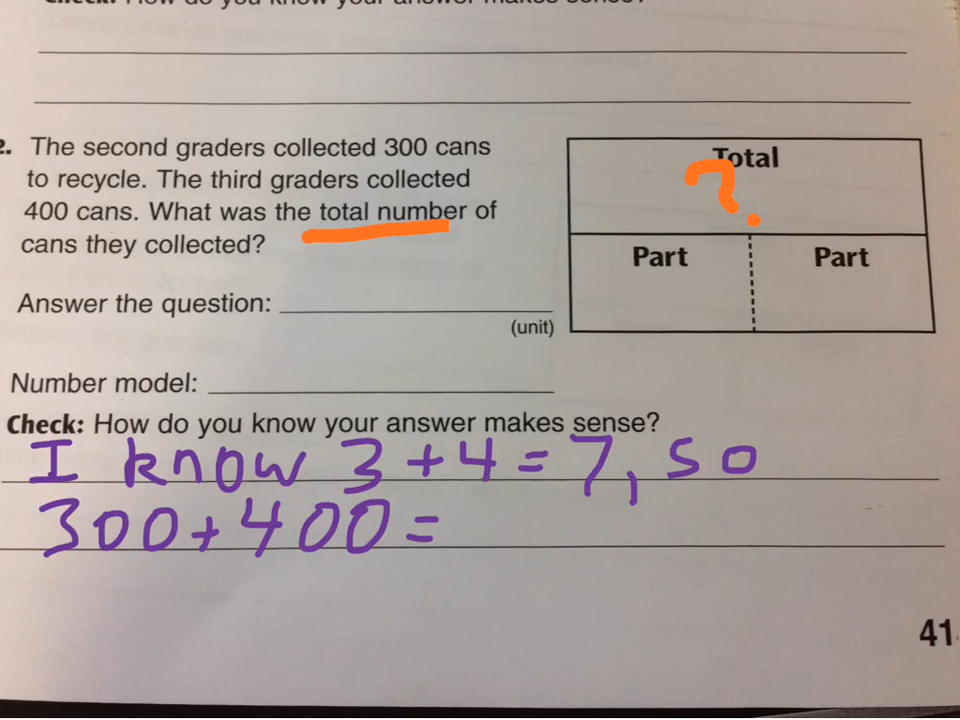 The second graders collected 300 cans
to recycle. The third graders collected
400 cans. What was the total number of
cans they collected?
Answer the question:
(unit)
Number model:
Total
?
Part Part
Check: How do you know your answer makes sense?
I know 3 + 4 = 7, so
300 + 400 =
41